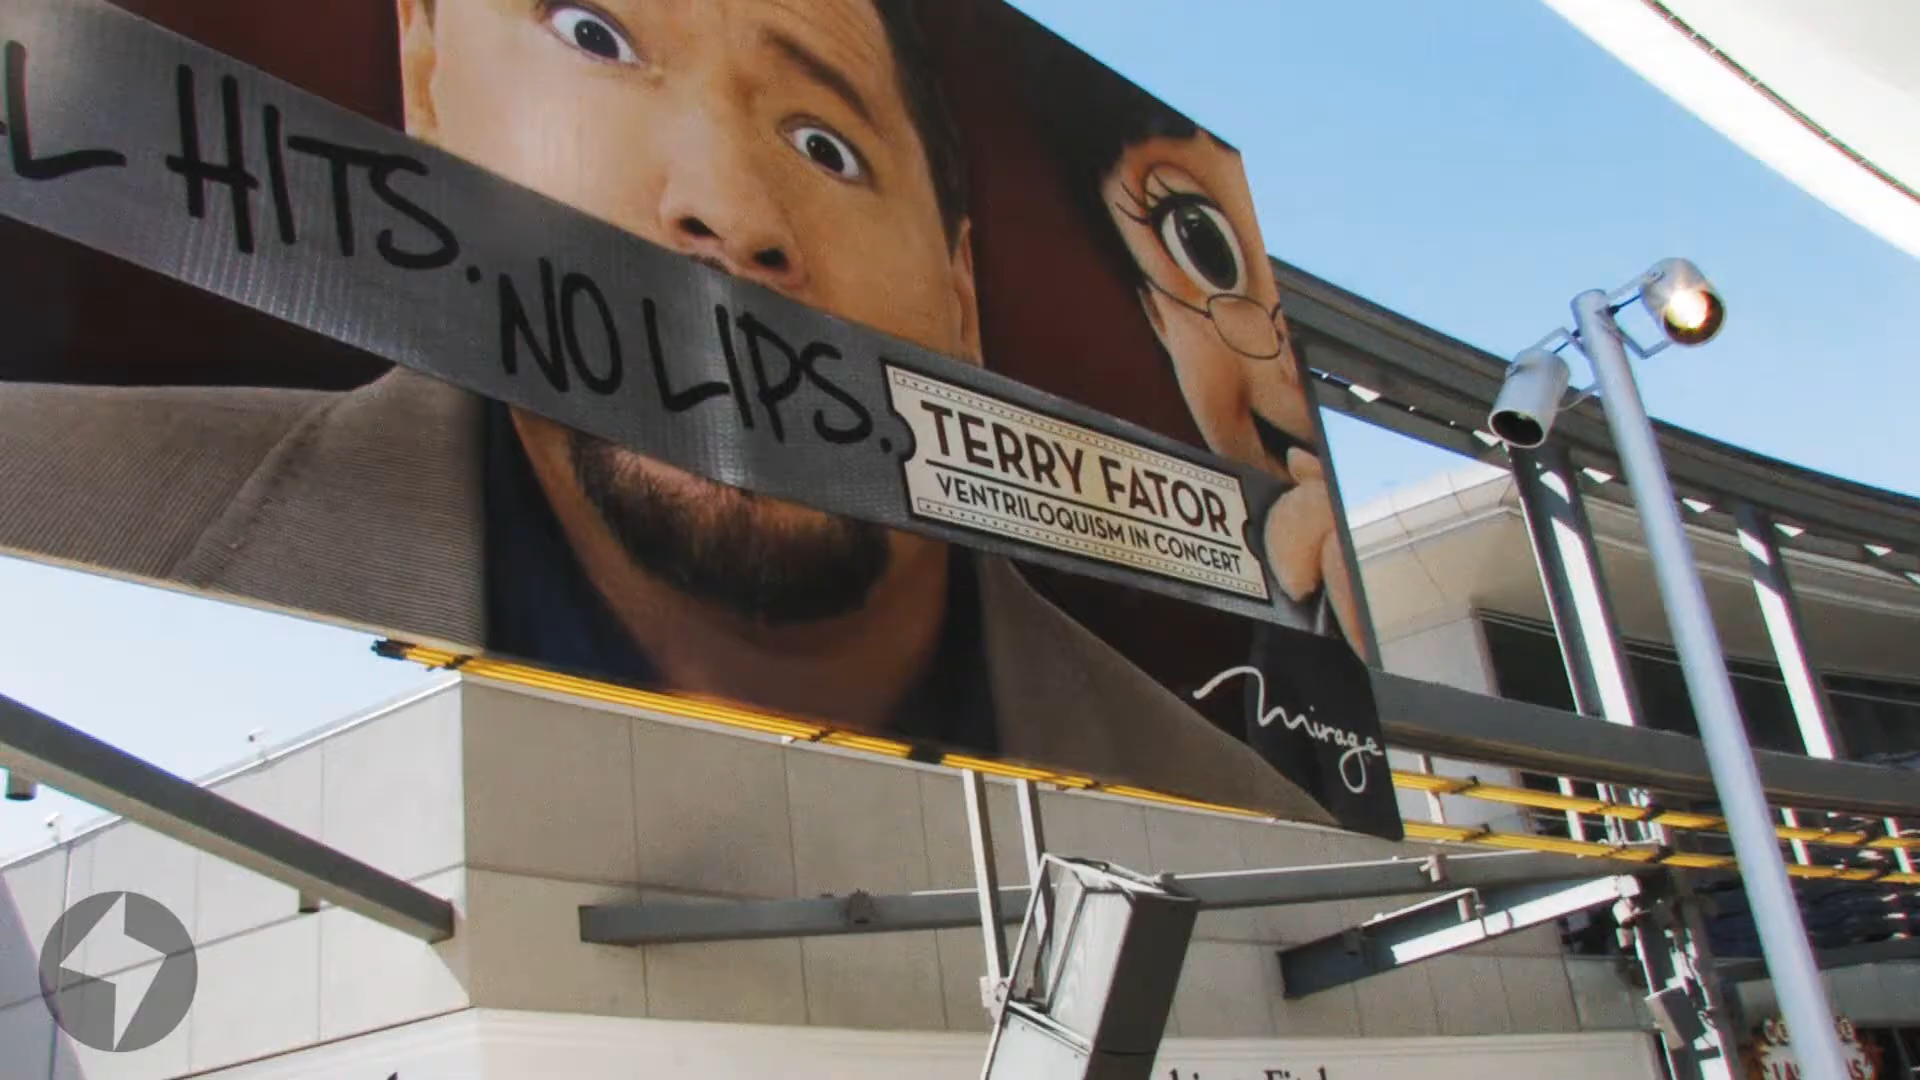 L HITS. NO LIPS.
TERRY FATOR
VENTRILOQUISM IN CONCERT
Mirage